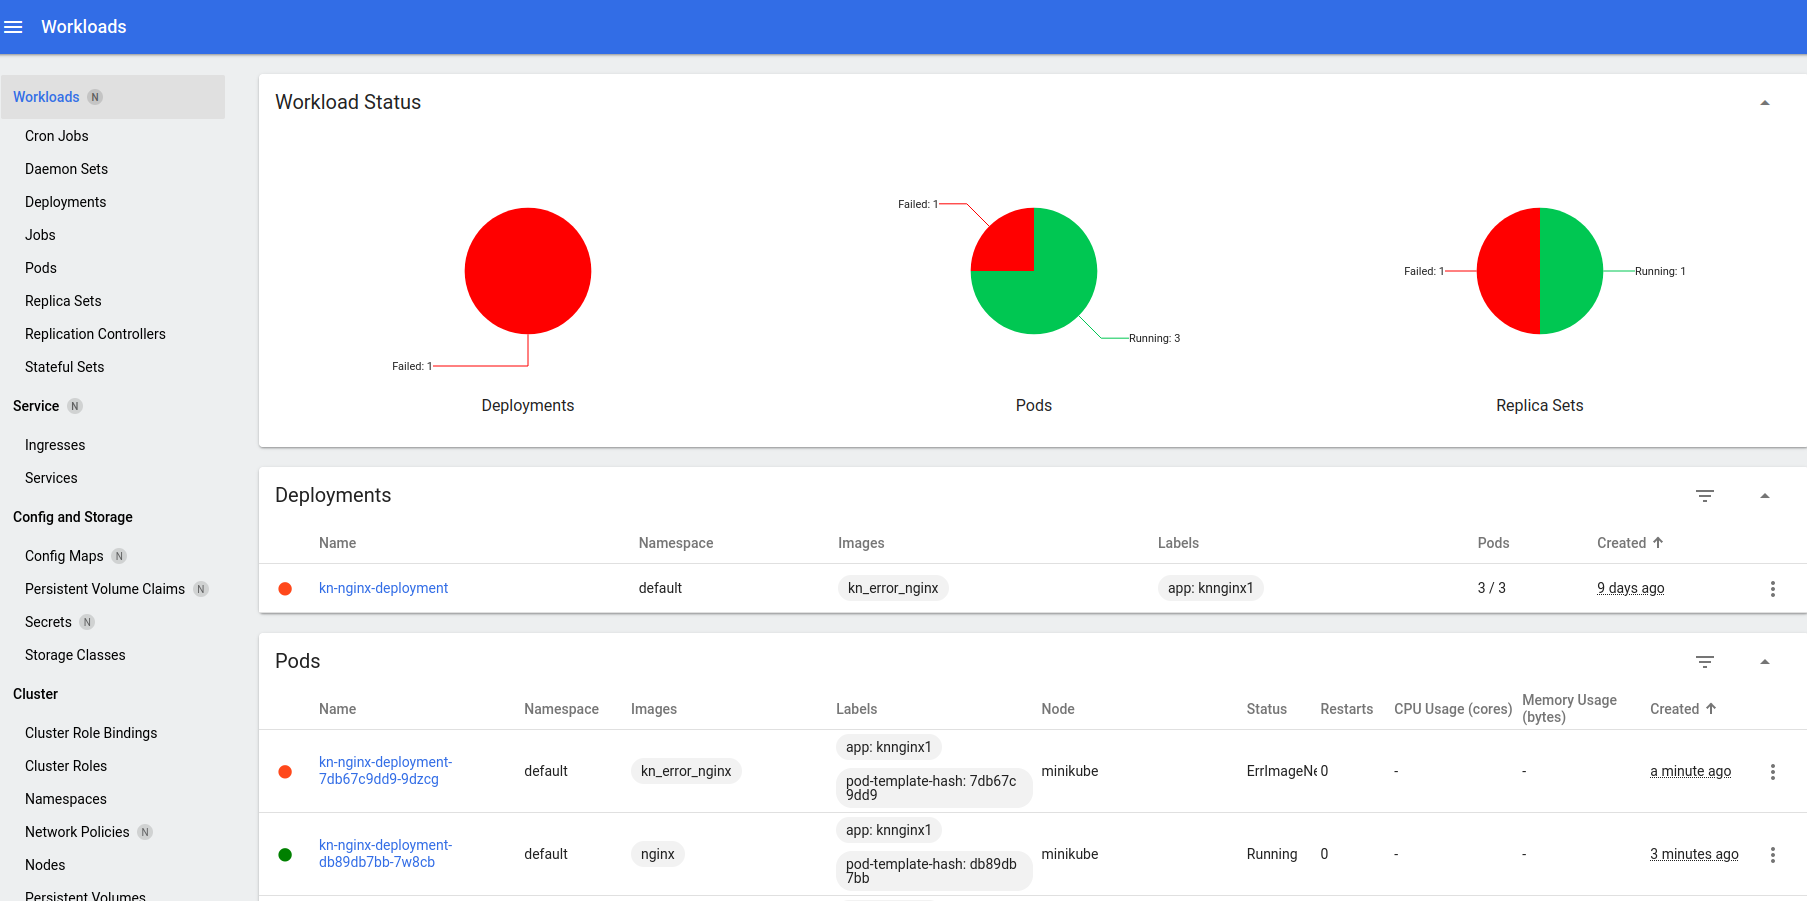 Workloads
Workloads N
Cron Jobs
Daemon Sets
Deployments
Jobs
Pods
Replica Sets
Replication Controllers
Stateful Sets
Service N
Ingresses
Services
Config and Storage
Config Maps N
Persistent Volume Claims N
Secrets N
Storage Classes
Cluster
Cluster Role Bindings
Cluster Roles
Namespaces
Network Policies N
Nodes
Persistent Volumes
Workload Status
Failed: 1
Deployments
Failed: 1
Running: 3
Pods
Failed: 1
Running: 1
Replica Sets
Deployments
Name Namespace Images Labels Pods Created
kn-nginx-deployment default kn_error_nginx app: knnginx1 3 / 3 9 days ago
Pods
Name Namespace Images Labels Node Status Restarts CPU Usage (cores) Memory Usage
(bytes) Created
app: knnginx1
kn-nginx-deployment-
7db67c9dd9-9dzcg default kn_error_nginx pod-template-hash: 7db67c
9dd9 minikube ErrImageNe 0 - - a minute ago
app: knnginx1
kn-nginx-deployment-
db89db7bb-7w8cb default nginx pod-template-hash: db89db
7bb minikube Running 0 - - 3 minutes ago